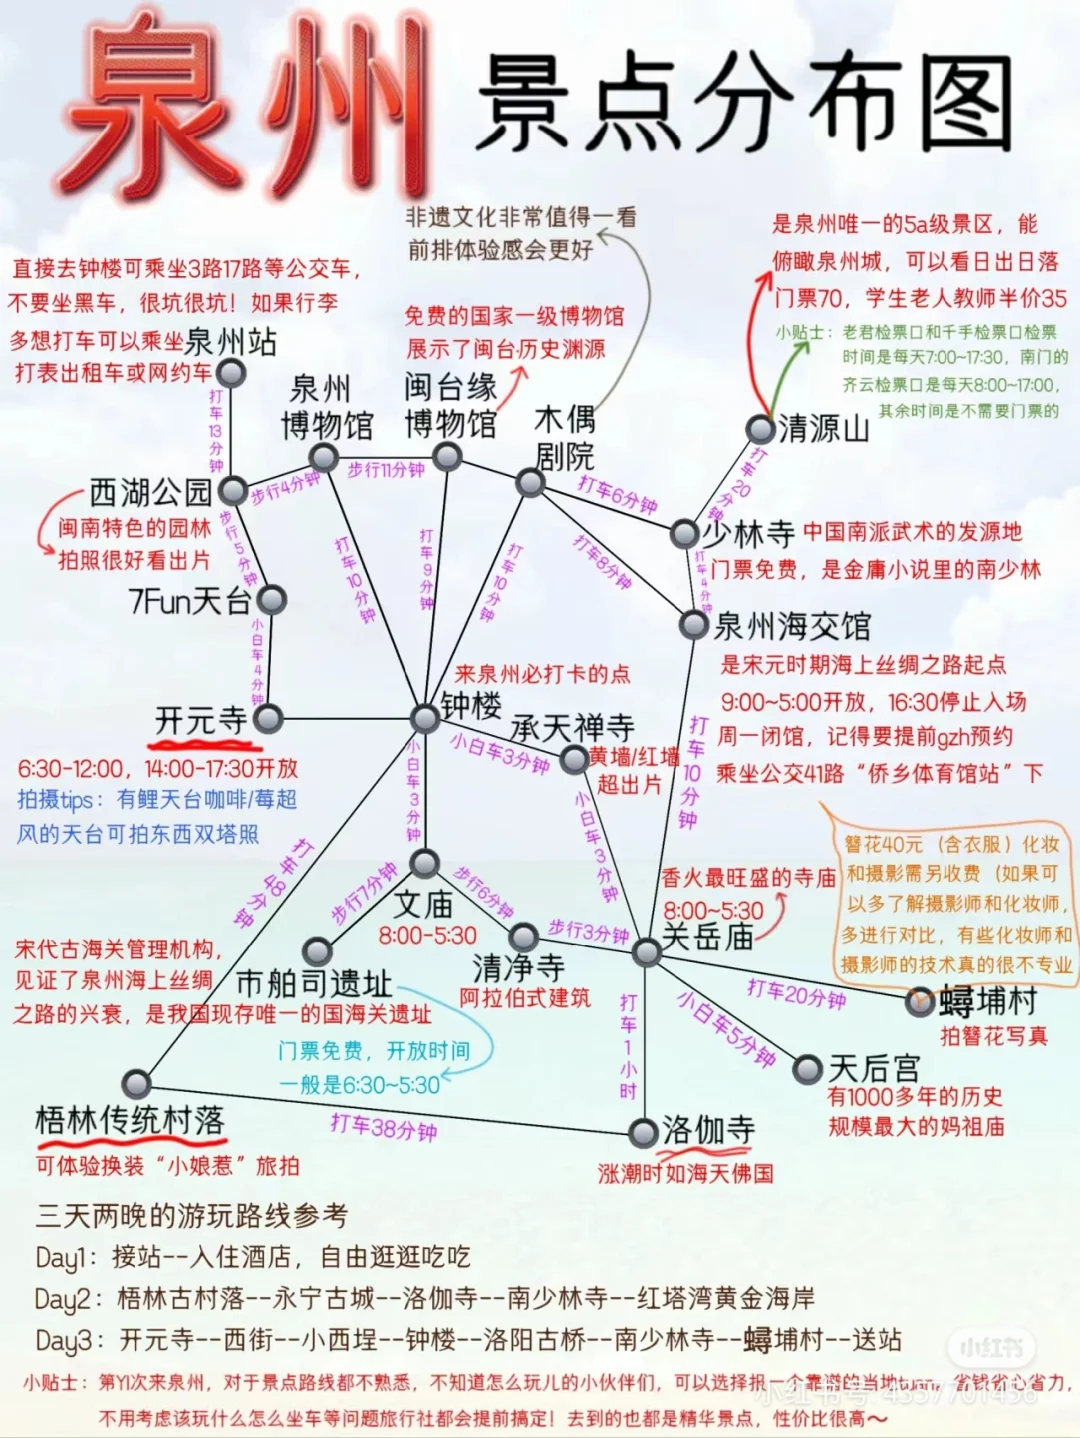 泉州 景点分布图
非遗文化非常值得一看
前排体验感会更好
是泉州唯一的5a级景区，能
俯瞰泉州城，可以看日出日落
门票70，学生老人教师半价35
小贴士：老君检票口和千手检票口检票
时间是每天7:00~17:30，南门的
齐云检票口是每天8:00~17:00，
其余时间是不需要门票的
直接去钟楼可乘坐3路17路等公交车，
不要坐黑车，很坑很坑！如果行李
多想打车可以乘坐
打表出租车或网约车
泉州站
免费的国家一级博物馆
展示了闽台历史渊源
泉州
博物馆
闽台缘
博物馆
木偶
剧院
清源山
打车13分钟
步行4分钟
步行11分钟
打车6分钟
打车20分钟
西湖公园
闽南特色的园林
拍照很好看出片
步行5分钟
打车10分钟
打车9分钟
打车10分钟
打车8分钟
少林寺
中国南派武术的发源地
门票免费，是金庸小说里的南少林
打车4分钟
7Fun天台
小白车4分钟
泉州海交馆
是宋元时期海上丝绸之路起点
9:00~5:00开放，16:30停止入场
周一闭馆，记得要提前gzh预约
乘坐公交41路“侨乡体育馆站”下
打车10分钟
来泉州必打卡的点
钟楼
开元寺
6:30-12:00，14:00-17:30开放
拍摄tips：有鲤天台咖啡/莓超
风的天台可拍东西双塔照
承天禅寺
黄墙/红墙
超出片
小白车3分钟
小白车3分钟
小白车3分钟
打车48分钟
簪花40元（含衣服）化妆
和摄影需另收费（如果可
以多了解摄影师和化妆师，
多进行对比，有些化妆师和
摄影师的技术真的很不专业
香火最旺盛的寺庙
8:00~5:30
关岳庙
文庙
8:00-5:30
步行7分钟
步行6分钟
步行3分钟
清净寺
阿拉伯式建筑
宋代古海关管理机构，
见证了泉州海上丝绸
之路的兴衰，是我国现存唯一的国海关遗址
市舶司遗址
门票免费，开放时间
一般是6:30~5:30
打车20分钟
小白车5分钟
打车1小时
蟳埔村
拍簪花写真
天后宫
有1000多年的历史
规模最大的妈祖庙
梧林传统村落
可体验换装“小娘惹”旅拍
打车38分钟
洛伽寺
涨潮时如海天佛国
三天两晚的游玩路线参考
Day1：接站--入住酒店，自由逛逛吃吃
Day2：梧林古村落--永宁古城--洛伽寺--南少林寺--红塔湾黄金海岸
Day3：开元寺--西街--小西埕--钟楼--洛阳古桥--南少林寺--蟳埔村--送站
小贴士：第YI次来泉州，对于景点路线都不熟悉，不知道怎么玩儿的小伙伴们，可以选择报一个靠谱的当地 省钱省心省力，
不用考虑该玩什么怎么坐车等问题旅行社都会提前搞定！去到的也都是精华景点，性价比很高～
小红书
小红书号 4337701456